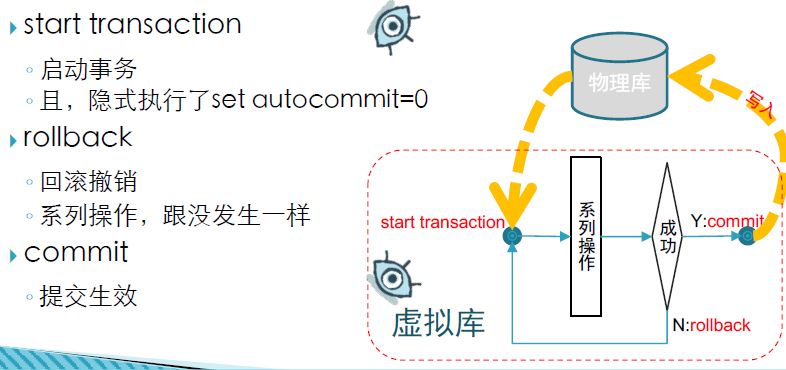 start transaction
启动事务
且，隐式执行了set autocommit=0
rollback
回滚撤销
系列操作，跟没发生一样
commit
提交生效
物理库
写入
start transaction
系列操作
成功
Y:commit
N:rollback
虚拟库